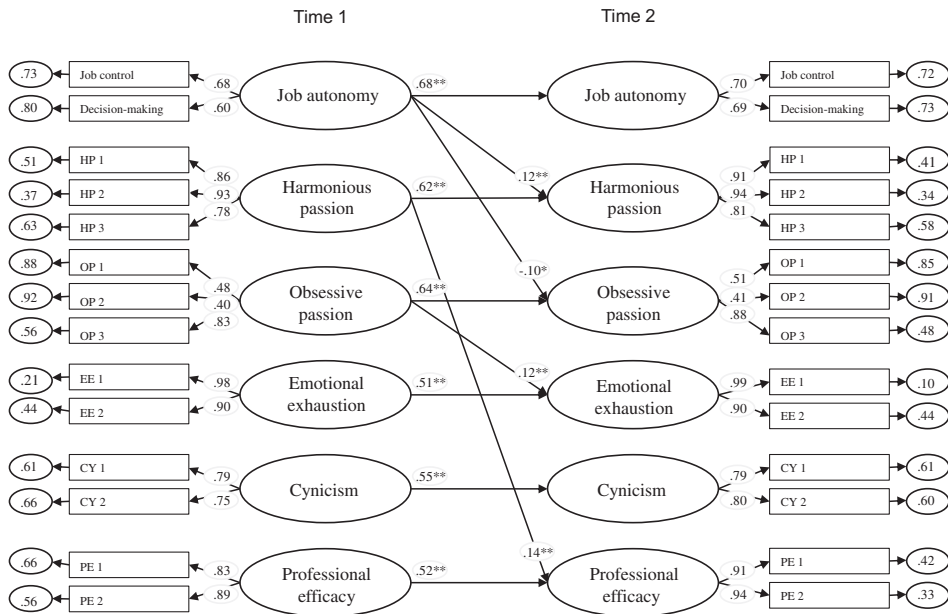 Time 1
Time 2
.73
Job control
.68
Job autonomy
.68**
Job autonomy
.70
Job control
.72
.80
Decision-making
.60
.69
Decision-making
.73
.51
HP 1
.86
.12**
.91
HP 1
.41
.37
HP 2
.93
Harmonious
passion
.62**
Harmonious
passion
.94
HP 2
.34
.63
HP 3
.78
.81
HP 3
.58
.88
OP 1
.48
-.10*
.51
OP 1
.85
.92
OP 2
.40
Obsessive
passion
.64**
Obsessive
passion
.41
OP 2
.91
.56
OP 3
.83
.88
OP 3
.48
.21
EE 1
.98
.12**
.99
EE 1
.10
Emotional
exhaustion
.51**
Emotional
exhaustion
.44
EE 2
.90
.90
EE 2
.44
.61
CY 1
.79
.79
CY 1
.61
Cynicism
.55**
Cynicism
.66
CY 2
.75
.80
CY 2
.60
.66
PE 1
.83
.14**
.91
PE 1
.42
Professional
efficacy
.52**
Professional
efficacy
.56
PE 2
.89
.94
PE 2
.33